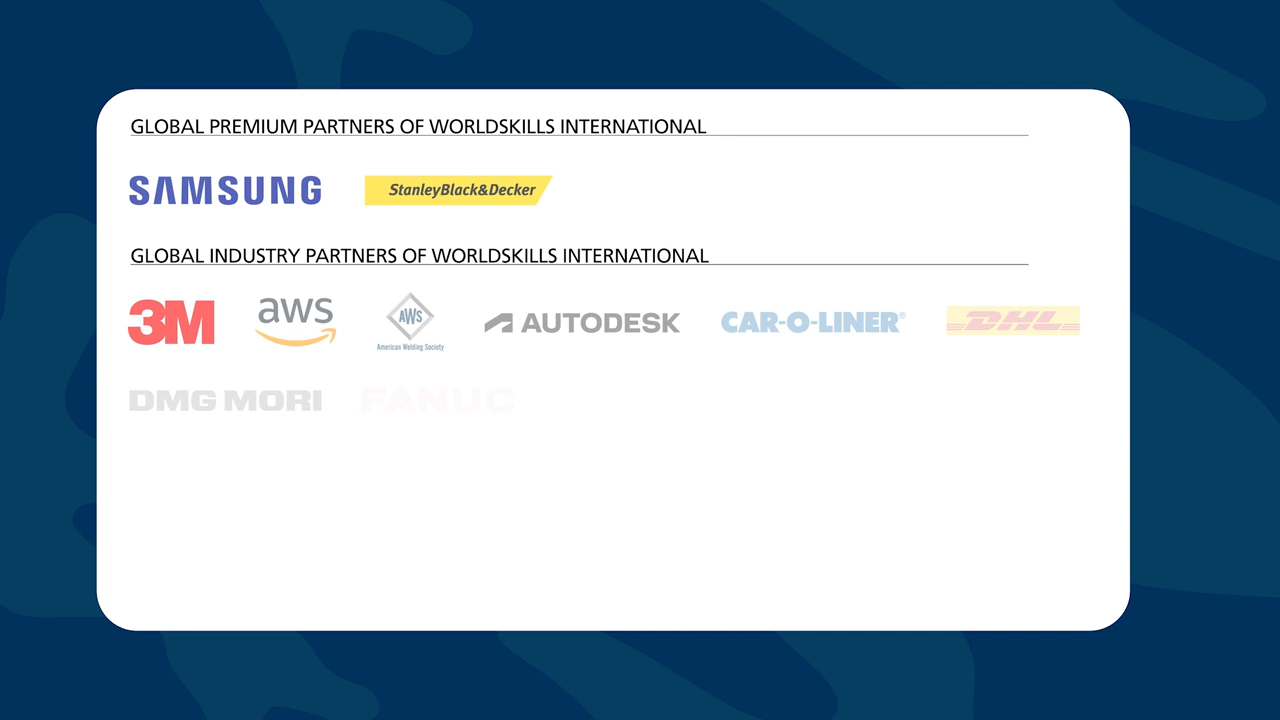 GLOBAL PREMIUM PARTNERS OF WORLDSKILLS INTERNATIONAL
SAMSUNG StanleyBlack&Decker
GLOBAL INDUSTRY PARTNERS OF WORLDSKILLS INTERNATIONAL
3M aws AWS AUTODESK CAR-O-LINER® DHL
American Welding Society
DMG MORI FANUC